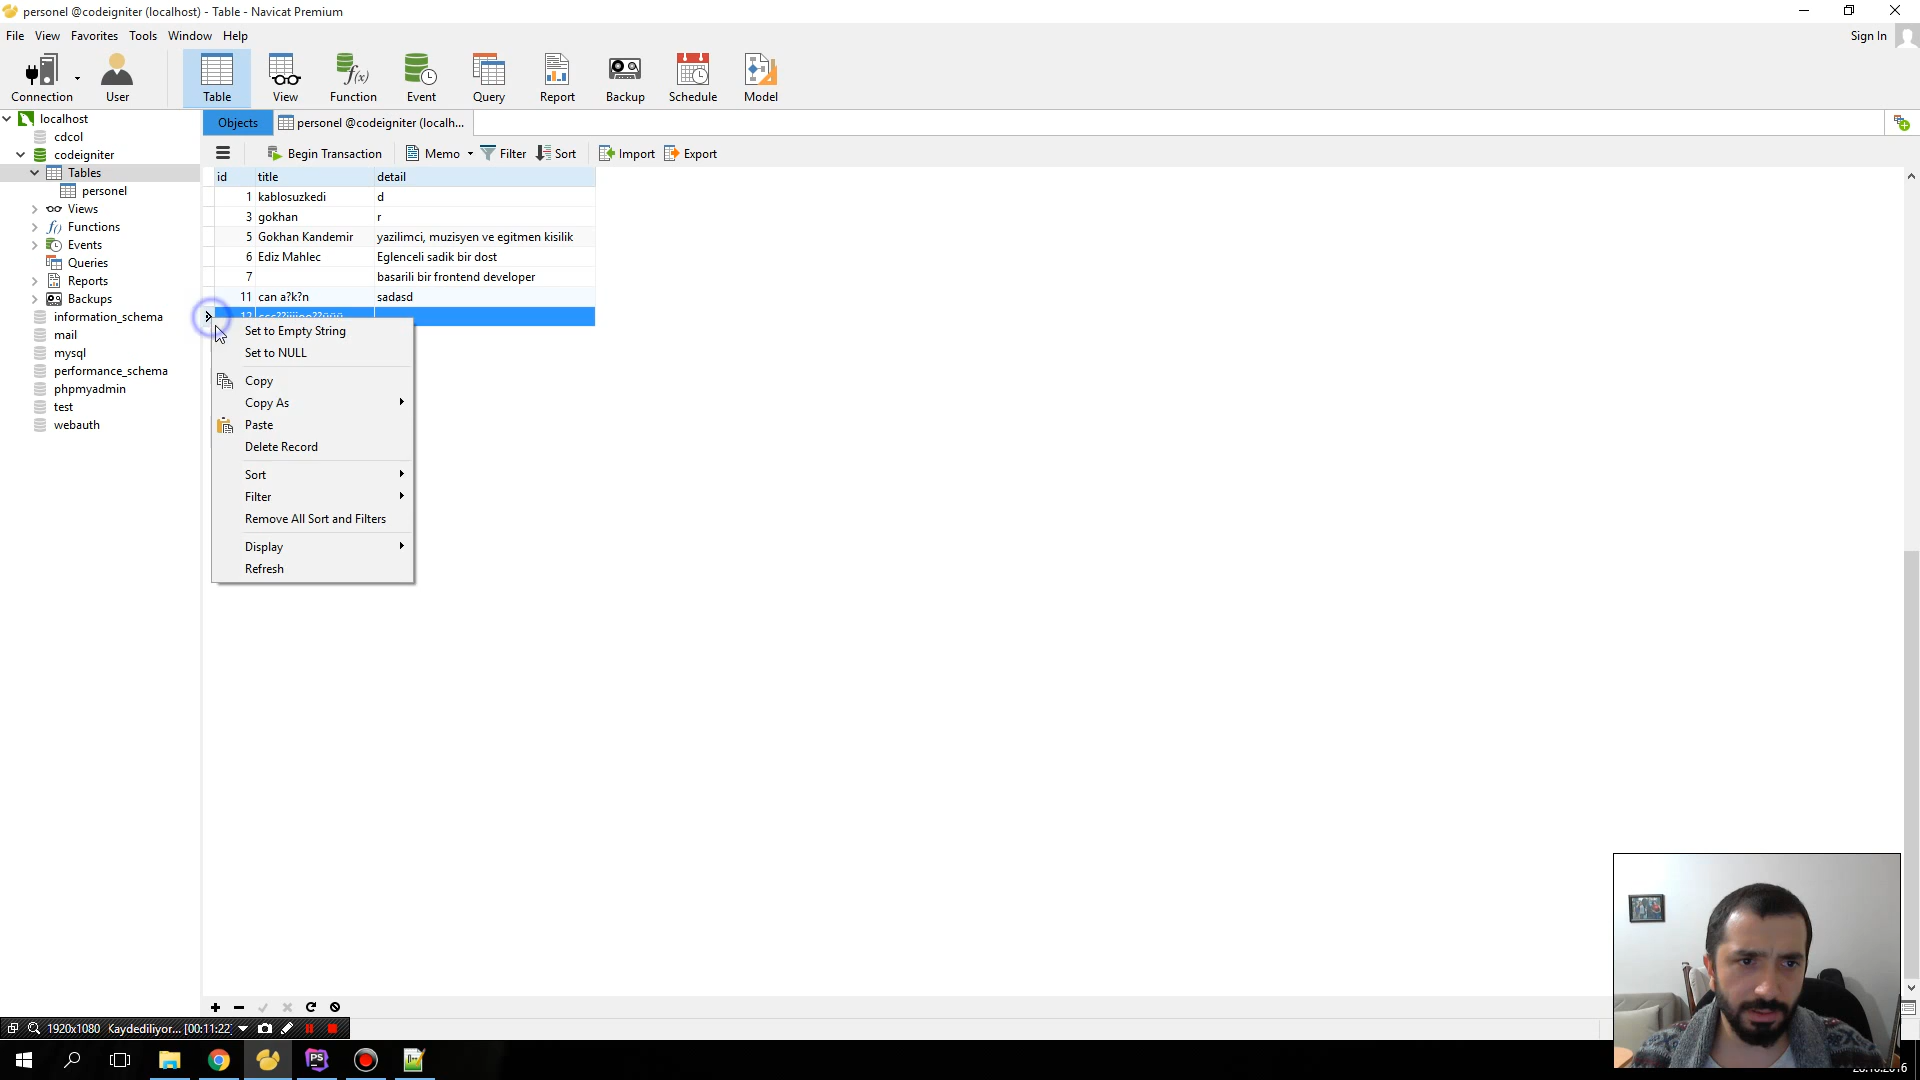 personel @codeigniter (localhost) - Table - Navicat Premium
File View Favorites Tools Window Help
Sign In
Connection User Table View Function Event Query Report Backup Schedule Model
localhost
cdcol
codeigniter
Tables
personel
Views
Functions
Events
Queries
Reports
Backups
information_schema
mail
mysql
performance_schema
phpmyadmin
test
webauth
Objects personel @codeigniter (localh...
Begin Transaction Memo Filter Sort Import Export
id title detail
1 kablosuzkedi d
3 gokhan r
5 Gokhan Kandemir yazilimci, muzisyen ve egitmen kisilik
6 Ediz Mahlec Eglenceli sadik bir dost
7 basarili bir frontend developer
11 can a?k?n sadasd
12
Set to Empty String
Set to NULL
Copy
Copy As
Paste
Delete Record
Sort
Filter
Remove All Sort and Filters
Display
Refresh
1920x1080 Kaydediliyor... [00:11:22]